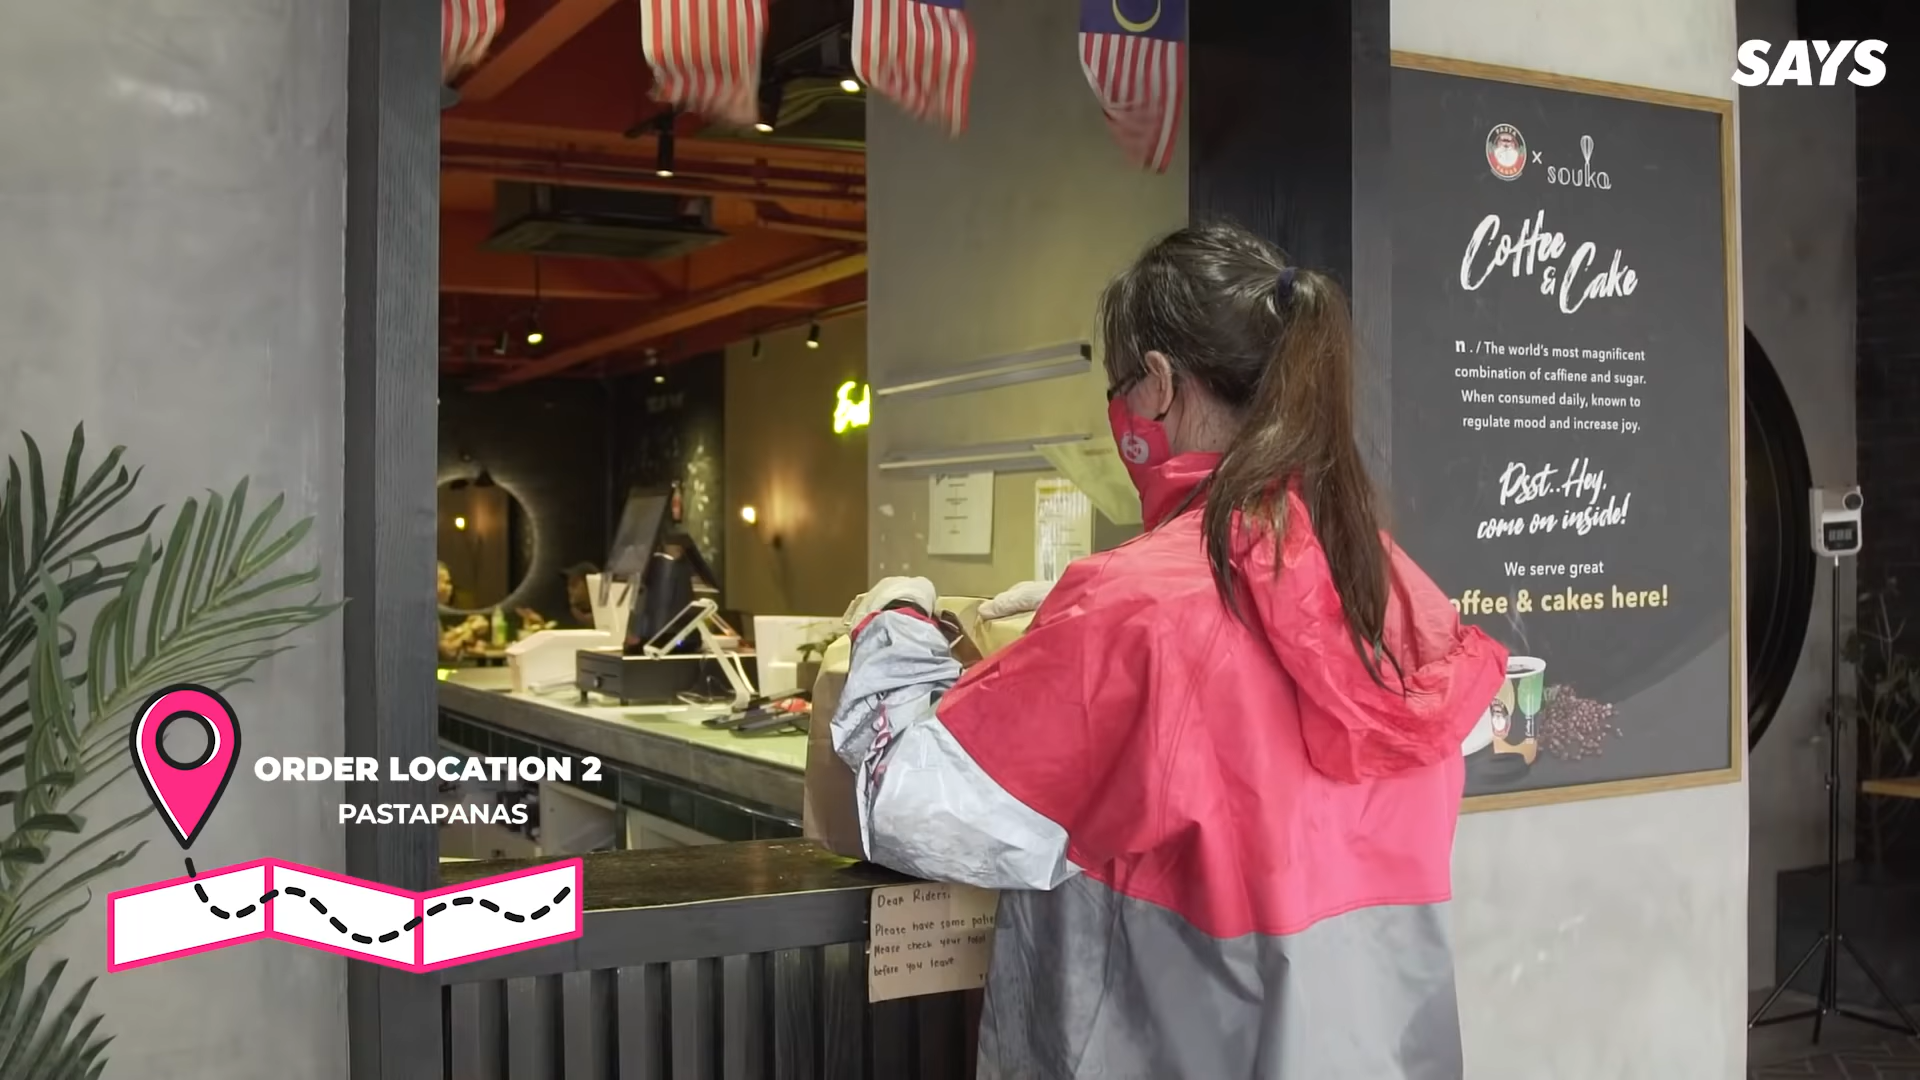 SAYS
PASTA
PANAS
x
souka
Coffee
& Cake
n./ The world's most magnificent
combination of caffiene and sugar.
When consumed daily, known to
regulate mood and increase joy.
Psst..Hey,
come on inside!
We serve great
offee & cakes here!
ORDER LOCATION 2
PASTAPANAS
Dear Riders,
Please have some
Please check your
before you leave